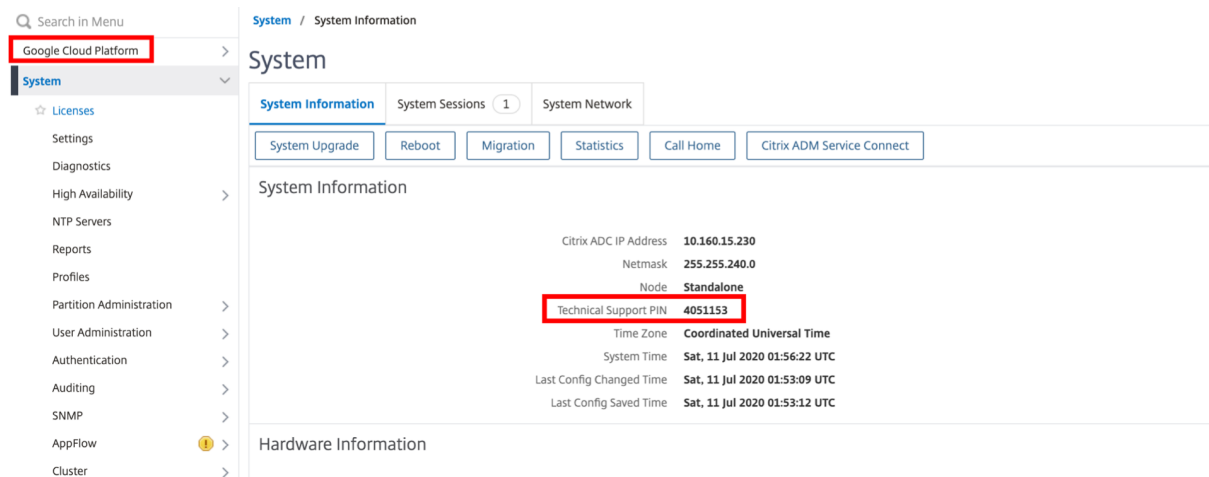 Search in Menu
Google Cloud Platform
System
Licenses
Settings
Diagnostics
High Availability
NTP Servers
Reports
Profiles
Partition Administration
User Administration
Authentication
Auditing
SNMP
AppFlow
Cluster
System / System Information
System
System Information System Sessions 1 System Network
System Upgrade Reboot Migration Statistics Call Home Citrix ADM Service Connect
System Information
Citrix ADC IP Address 10.160.15.230
Netmask 255.255.240.0
Node Standalone
Technical Support PIN 4051153
Time Zone Coordinated Universal Time
System Time Sat, 11 Jul 2020 01:56:22 UTC
Last Config Changed Time Sat, 11 Jul 2020 01:53:09 UTC
Last Config Saved Time Sat, 11 Jul 2020 01:53:12 UTC
Hardware Information